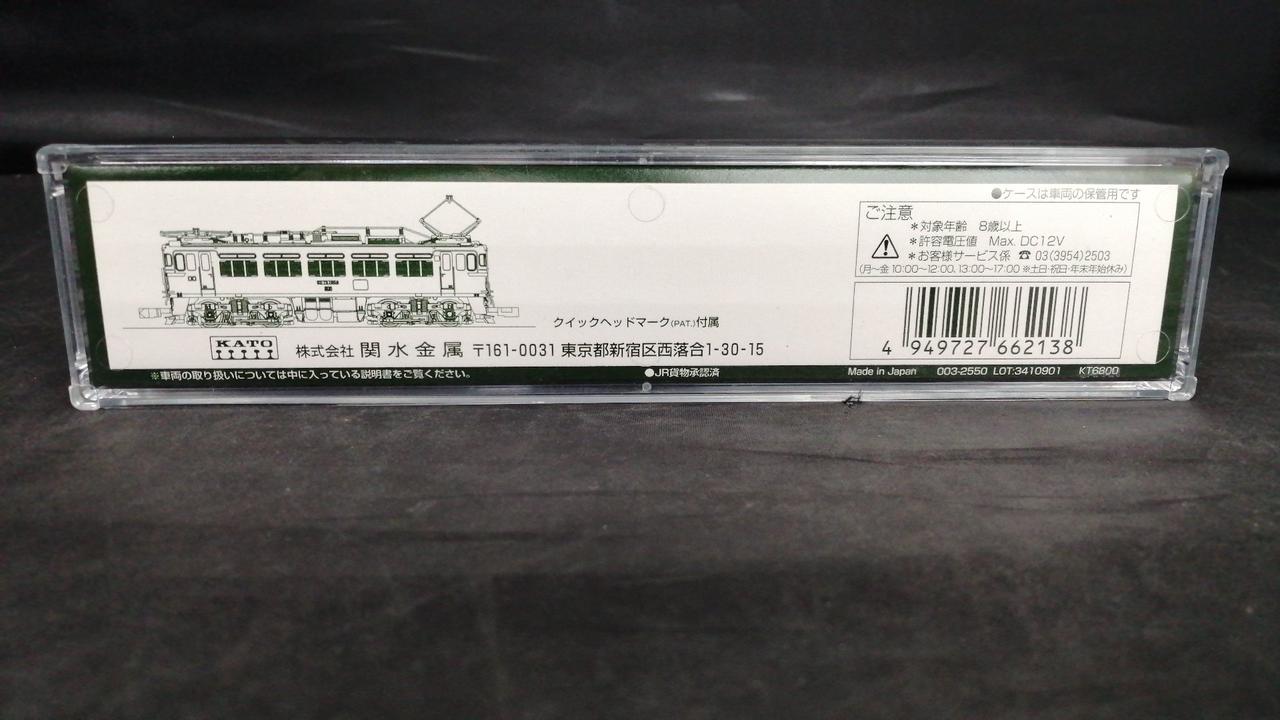 ●ケースは車両の保管用です
ご注意
＊対象年齢 8歳以上
＊許容電圧値 Max. DC12V
＊お客様サービス係 ☎ 03(3954)2503
(月〜金 10:00〜12:00、13:00〜17:00 ※土日・祝日・年末年始休み)
クイックヘッドマーク(PAT.)付属
KATO
株式会社 関水金属 〒161-0031 東京都新宿区西落合1-30-15
4 949727 662138
※車両の取り扱いについては中に入っている説明書をご覧ください。
●JR貨物承認済
Made in Japan 003-2550 LOT:3410901 KT6800